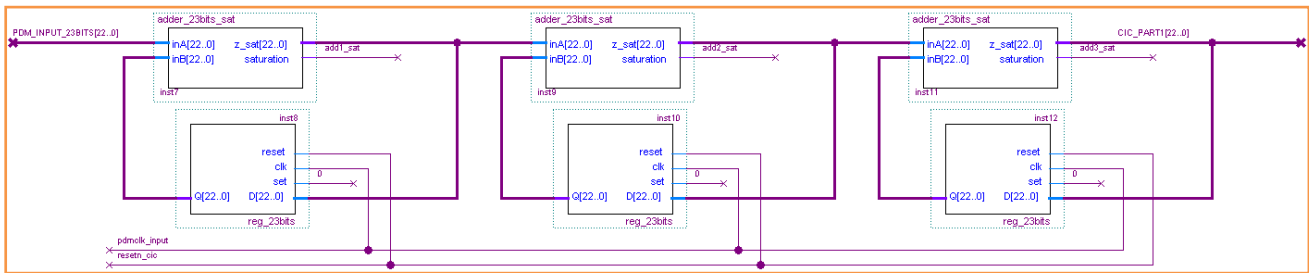 adder_23bits_sat
adder_23bits_sat
adder_23bits_sat
PDM_INPUT_23BITS[22..0]
inA[22..0] z_sat[22..0]
inB[22..0] saturation
add1_sat
inst7
inA[22..0] z_sat[22..0]
inB[22..0] saturation
add2_sat
inst9
inA[22..0] z_sat[22..0]
inB[22..0] saturation
CIC_PART1[22..0]
add3_sat
inst11
inst8
reset
clk
set
0
Q[22..0] D[22..0]
reg_23bits
inst10
reset
clk
set
0
Q[22..0] D[22..0]
reg_23bits
inst12
reset
clk
set
0
Q[22..0] D[22..0]
reg_23bits
pdmclk_input
resetn_cic